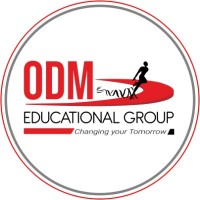 ODM
EDUCATIONAL GROUP
Changing your Tomorrow